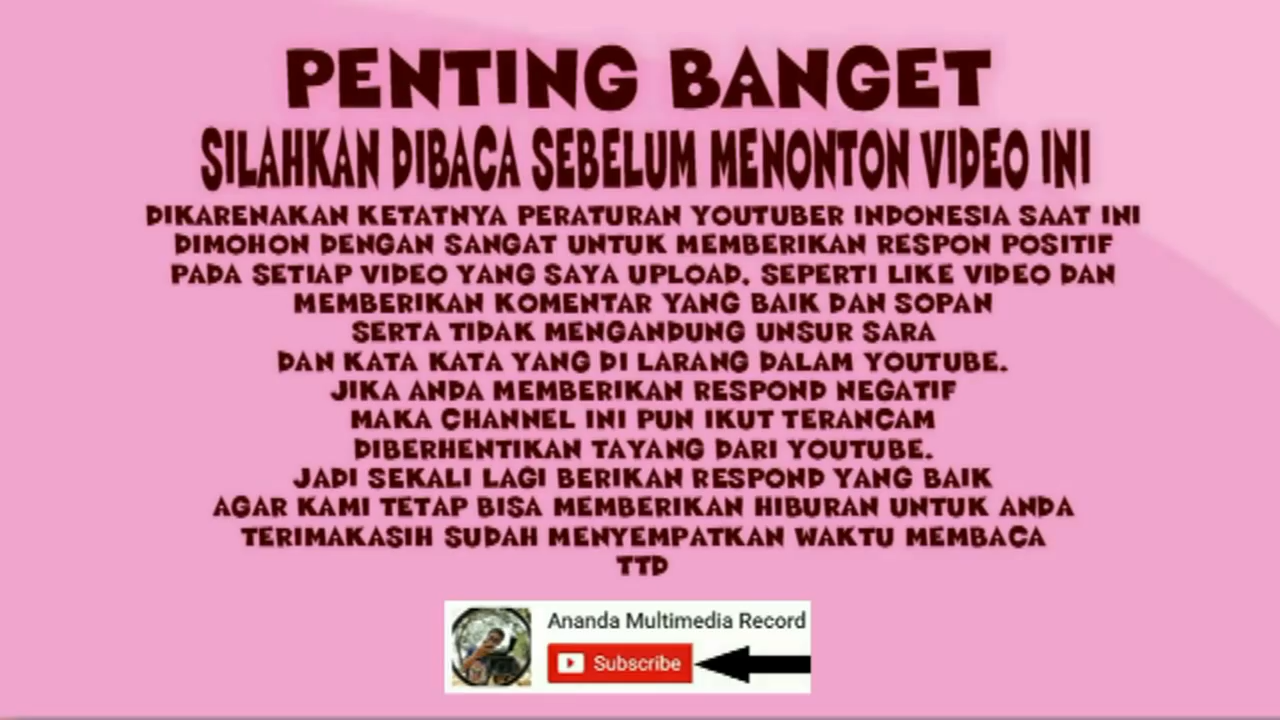 PENTING BANGET
SILAHKAN DIBACA SEBELUM MENONTON VIDEO INI
DIKARENAKAN KETATNYA PERATURAN YOUTUBER INDONESIA SAAT INI
DIMOHON DENGAN SANGAT UNTUK MEMBERIKAN RESPON POSITIF
PADA SETIAP VIDEO YANG SAYA UPLOAD. SEPERTI LIKE VIDEO DAN
MEMBERIKAN KOMENTAR YANG BAIK DAN SOPAN
SERTA TIDAK MENGANDUNG UNSUR SARA
DAN KATA KATA YANG DI LARANG DALAM YOUTUBE.
JIKA ANDA MEMBERIKAN RESPOND NEGATIF
MAKA CHANNEL INI PUN IKUT TERANCAM
DIBERHENTIKAN TAYANG DARI YOUTUBE.
JADI SEKALI LAGI BERIKAN RESPOND YANG BAIK
AGAR KAMI TETAP BISA MEMBERIKAN HIBURAN UNTUK ANDA
TERIMAKASIH SUDAH MENYEMPATKAN WAKTU MEMBACA
TTD
Ananda Multimedia Record
Subscribe